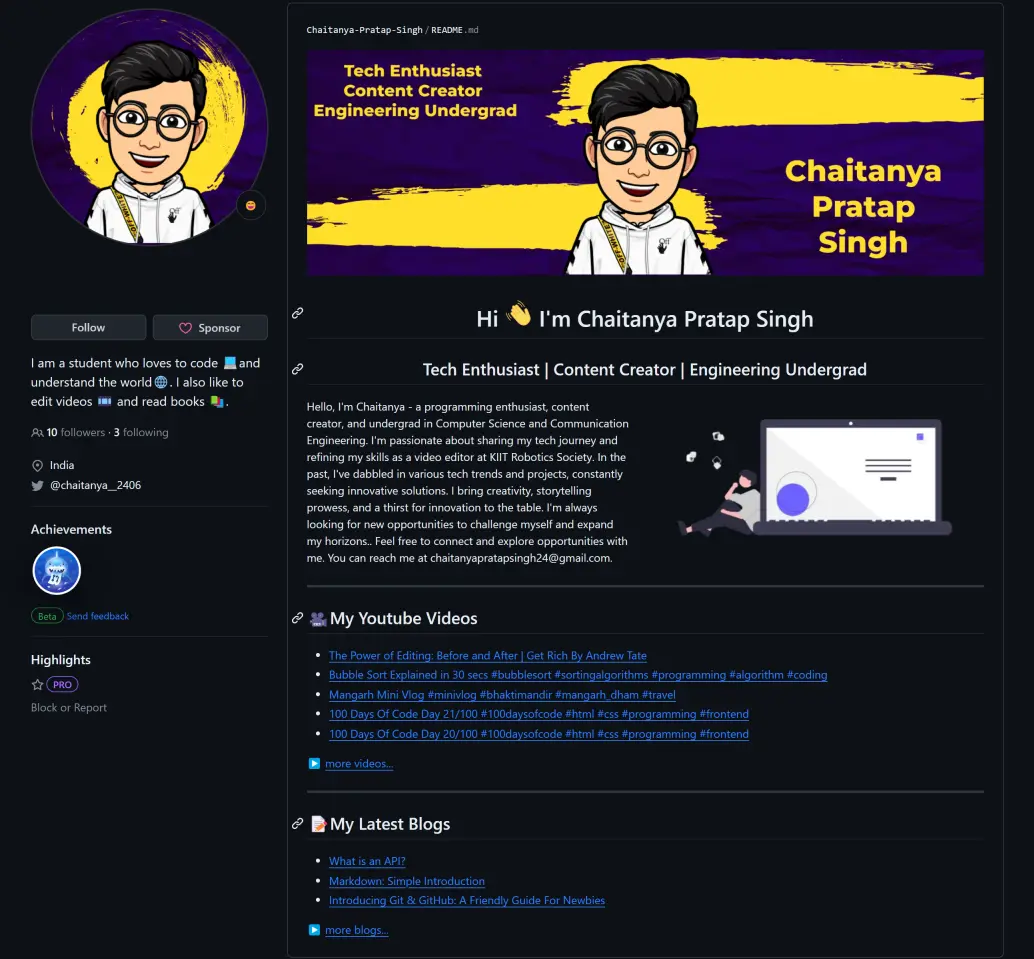 Off
OFF-WHITE
Follow
Sponsor
I am a student who loves to code 💻and
understand the world🌐. I also like to
edit videos 🎞️ and read books 📚.
10 followers · 3 following
India
@chaitanya__2406
Achievements
Beta Send feedback
Highlights
PRO
Block or Report
Chaitanya-Pratap-Singh/README.md
Tech Enthusiast
Content Creator
Engineering Undergrad
Chaitanya
Pratap
Singh
Off
OFF-WHITE
Hi 👋 I'm Chaitanya Pratap Singh
Tech Enthusiast | Content Creator | Engineering Undergrad
Hello, I'm Chaitanya - a programming enthusiast, content
creator, and undergrad in Computer Science and Communication
Engineering. I'm passionate about sharing my tech journey and
refining my skills as a video editor at KIIT Robotics Society. In the
past, I've dabbled in various tech trends and projects, constantly
seeking innovative solutions. I bring creativity, storytelling
prowess, and a thirst for innovation to the table. I'm always
looking for new opportunities to challenge myself and expand
my horizons.. Feel free to connect and explore opportunities with
me. You can reach me at chaitanyapratapsingh24@gmail.com.
🎥My Youtube Videos
The Power of Editing: Before and After | Get Rich By Andrew Tate
Bubble Sort Explained in 30 secs #bubblesort #sortingalgorithms #programming #algorithm #coding
Mangarh Mini Vlog #minivlog #bhaktimandir #mangarh_dham #travel
100 Days Of Code Day 21/100 #100daysofcode #html #css #programming #frontend
100 Days Of Code Day 20/100 #100daysofcode #html #css #programming #frontend
▶️ more videos...
📝My Latest Blogs
What is an API?
Markdown: Simple Introduction
Introducing Git & GitHub: A Friendly Guide For Newbies
▶️ more blogs...